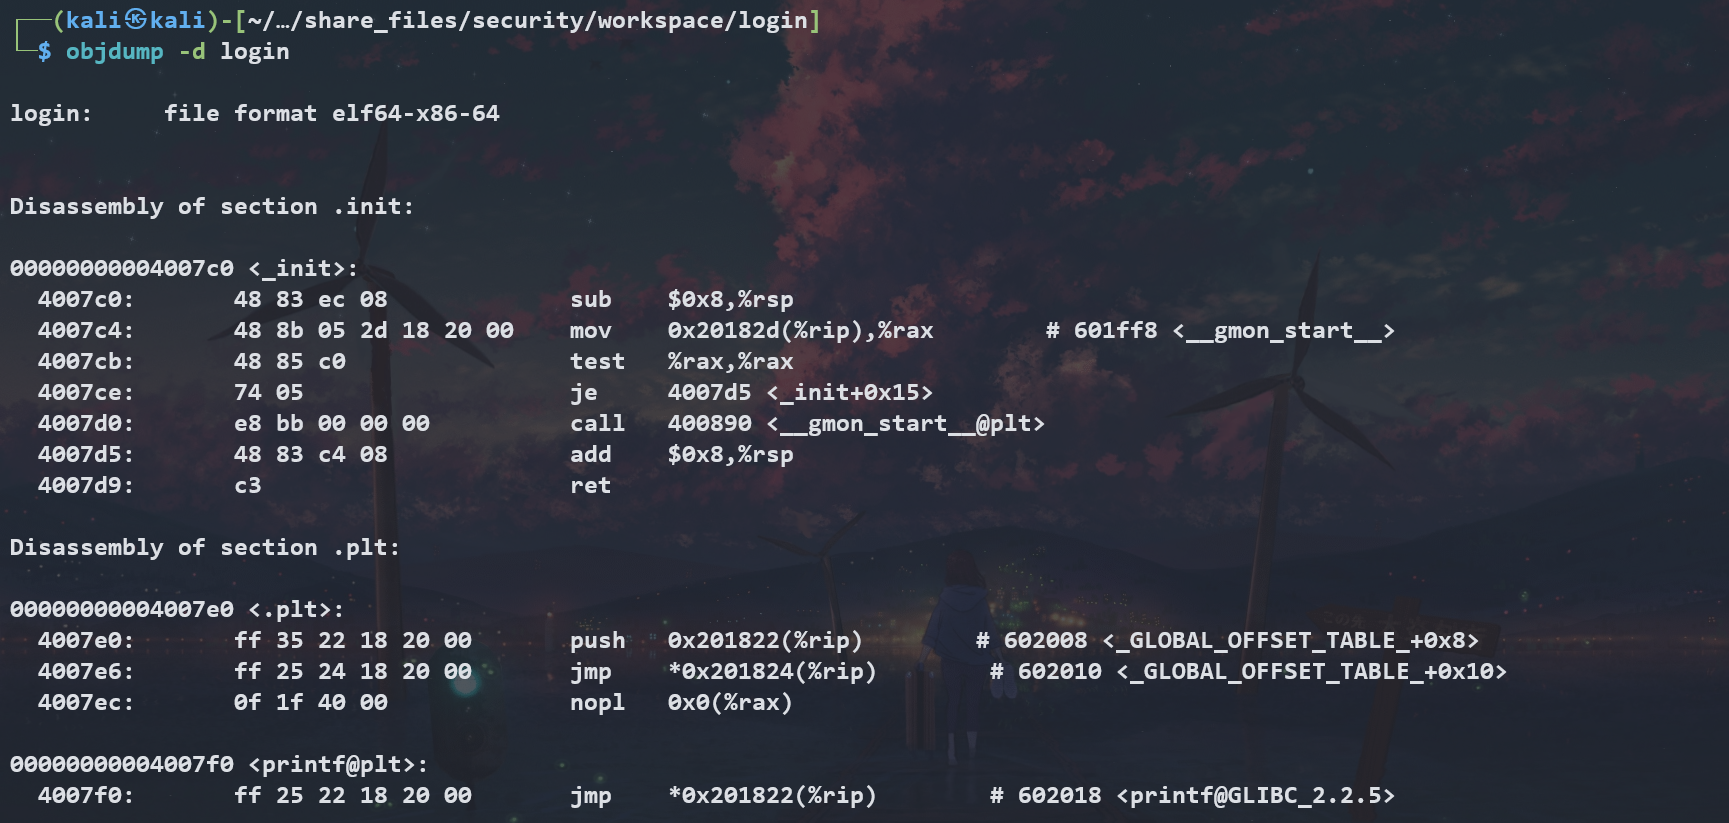 ┌──(kali㉿kali)-[~/…/share_files/security/workspace/login]
└─$ objdump -d login

login:     file format elf64-x86-64

Disassembly of section .init:

00000000004007c0 <_init>:
  4007c0:       48 83 ec 08             sub    $0x8,%rsp
  4007c4:       48 8b 05 2d 18 20 00    mov    0x20182d(%rip),%rax        # 601ff8 <__gmon_start__>
  4007cb:       48 85 c0                test   %rax,%rax
  4007ce:       74 05                   je     4007d5 <_init+0x15>
  4007d0:       e8 bb 00 00 00          call   400890 <__gmon_start__@plt>
  4007d5:       48 83 c4 08             add    $0x8,%rsp
  4007d9:       c3                      ret

Disassembly of section .plt:

00000000004007e0 <.plt>:
  4007e0:       ff 35 22 18 20 00       push   0x201822(%rip)        # 602008 <_GLOBAL_OFFSET_TABLE_+0x8>
  4007e6:       ff 25 24 18 20 00       jmp    *0x201824(%rip)        # 602010 <_GLOBAL_OFFSET_TABLE_+0x10>
  4007ec:       0f 1f 40 00             nopl   0x0(%rax)

00000000004007f0 <printf@plt>:
  4007f0:       ff 25 22 18 20 00       jmp    *0x201822(%rip)        # 602018 <printf@GLIBC_2.2.5>